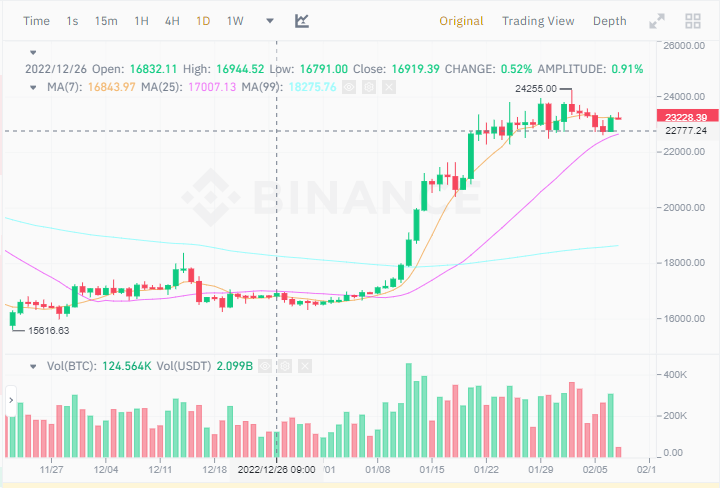 Time 1s 15m 1H 4H 1D 1W Original Trading View Depth
26000.00
2022/12/26 Open: 16832.11 High: 16944.52 Low: 16791.00 Close: 16919.39 CHANGE: 0.52% AMPLITUDE: 0.91%
MA(7): 16843.97 MA(25): 17007.13 MA(99): 18275.76
24255.00
24000.00
23228.39
22777.24
22000.00
BINANCE
20000.00
18000.00
16000.00
15616.63
Vol(BTC): 124.564K Vol(USDT) 2.099B
400K
200K
0.00
11/27 12/04 12/11 12/18 2022/12/26 09:00 /01 01/08 01/15 01/22 01/29 02/05 02/1